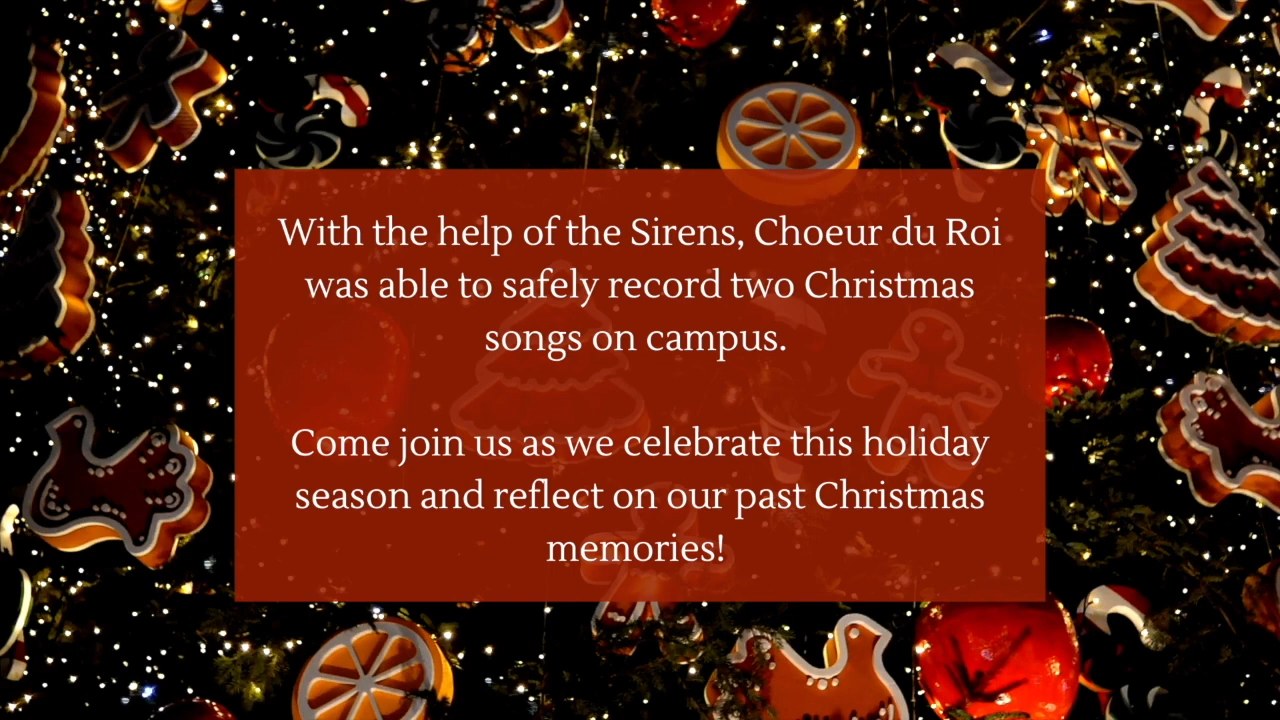 With the help of the Sirens, Choeur du Roi
was able to safely record two Christmas
songs on campus.
Come join us as we celebrate this holiday
season and reflect on our past Christmas
memories!